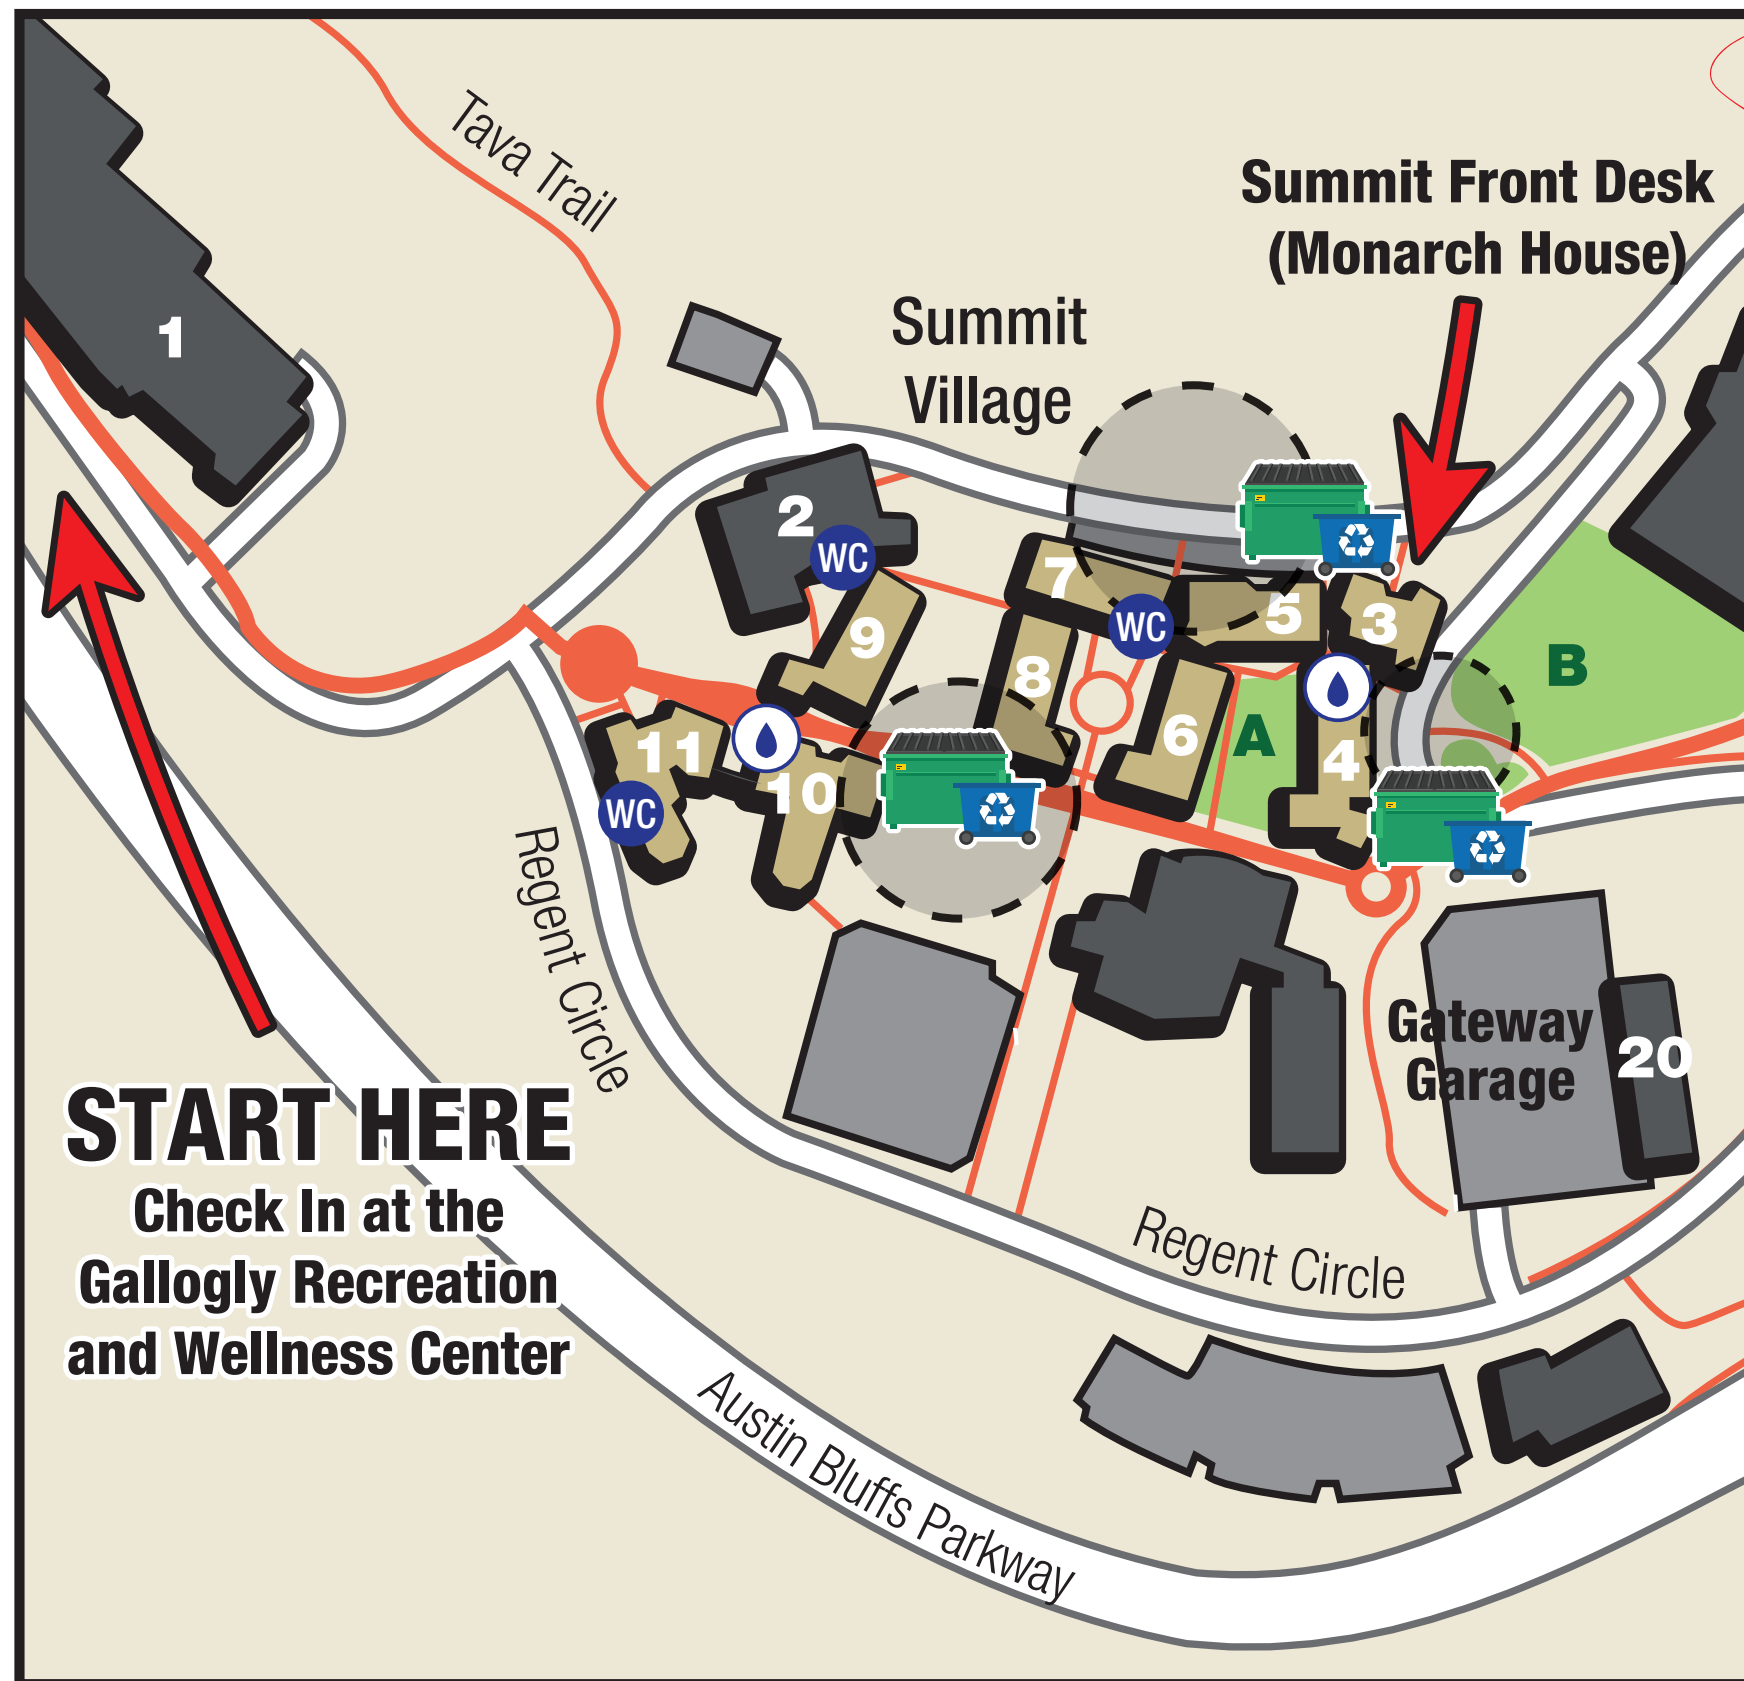 Tava Trail
Summit Front Desk
(Monarch House)
Summit
Village
1
2
WC
7
5
3
WC
9
8
B
6
A
4
11
10
WC
Regent Circle
Gateway
Garage
20
START HERE
Check In at the
Gallogly Recreation
and Wellness Center
Regent Circle
Austin Bluffs Parkway